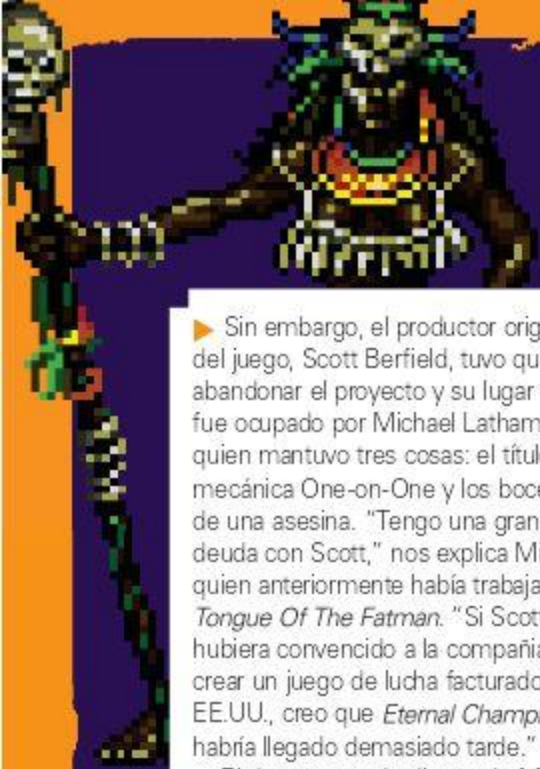 Sin embargo, el productor orig
del juego, Scott Berfield, tuvo qu
abandonar el proyecto y su lugar
fue ocupado por Michael Latham
quien mantuvo tres cosas: el títul
mecánica One-on-One y los boce
de una asesina. “Tengo una gran
deuda con Scott,” nos explica Mi
quien anteriormente había trabaja
Tongue Of The Fatman. “Si Scott
hubiera convencido a la compañía
crear un juego de lucha facturado
EE.UU., creo que Eternal Champi
habría llegado demasiado tarde.”